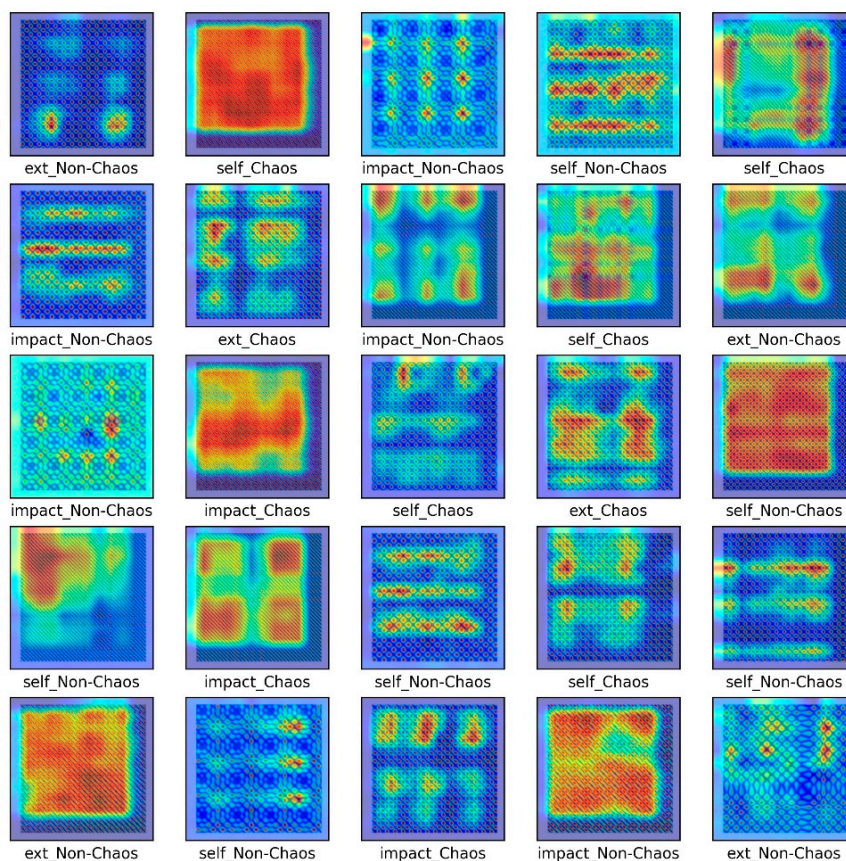 ext_Non-Chaos self_Chaos impact_Non-Chaos self_Non-Chaos self_Chaos
impact_Non-Chaos ext_Chaos impact_Non-Chaos self_Chaos ext_Non-Chaos
impact_Non-Chaos impact_Chaos self_Chaos ext_Chaos self_Non-Chaos
self_Non-Chaos impact_Chaos self_Non-Chaos self_Chaos self_Non-Chaos
ext_Non-Chaos self_Non-Chaos impact_Chaos impact_Non-Chaos ext_Non-Chaos